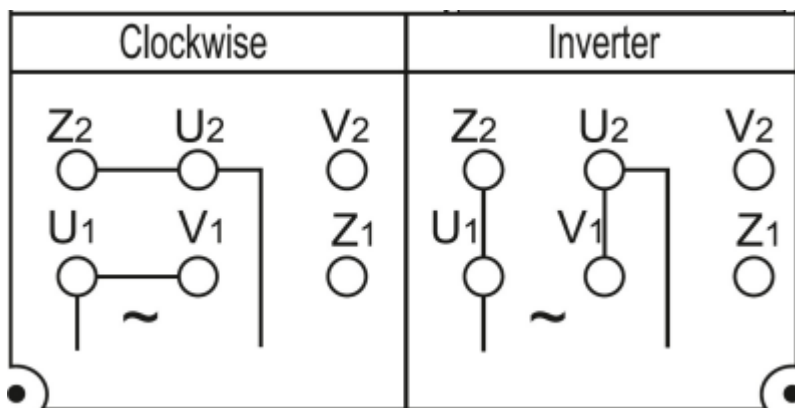 Clockwise Inverter
Z2 U2 V2 Z2 U2 V2
U1 V1 Z1 U1 V1 Z1
~ ~